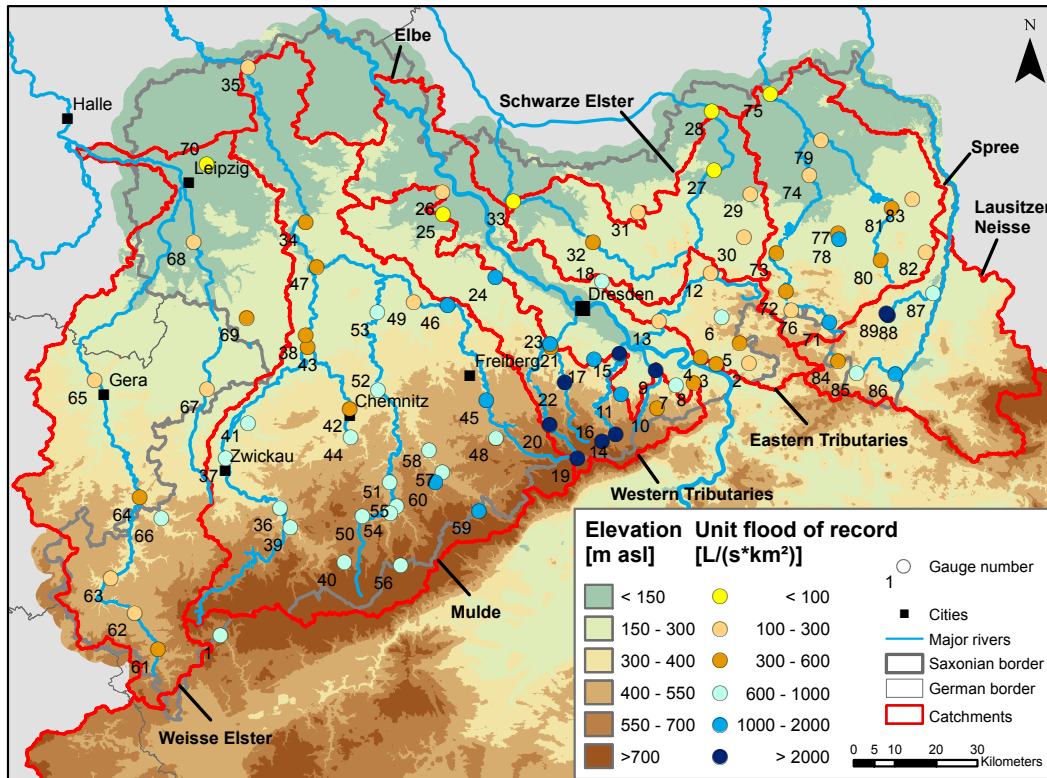 Elbe
N
35
Halle
Schwarze Elster
75
28
70
Leipzig
79
Spree
27
74
26
33
29
81
83
Lausitzer
Neisse
25
31
34
68
32
30
77
78
73
80
82
47
18
24
Dresden
12
72
76
87
53
49
46
6
71
89
88
69
38
43
13
23
21
Gera
Freiberg
15
5
2
84
85
86
65
52
17
9
4
3
67
Chemnitz
22
11
7
8
Eastern Tributaries
41
42
44
45
10
20
16
14
Zwickau
58
48
37
57
19
Western Tributaries
51
60
64
66
36
55
59
39
50
54
40
56
63
Mulde
62
1
61
Weisse Elster
Elevation
[m asl]
< 150
150 - 300
300 - 400
400 - 550
550 - 700
>700
Unit flood of record
[L/(s*km²)]
< 100
100 - 300
300 - 600
600 - 1000
1000 - 2000
> 2000
1
Gauge number
Cities
Major rivers
Saxonian border
German border
Catchments
0 5 10 20 30
Kilometers